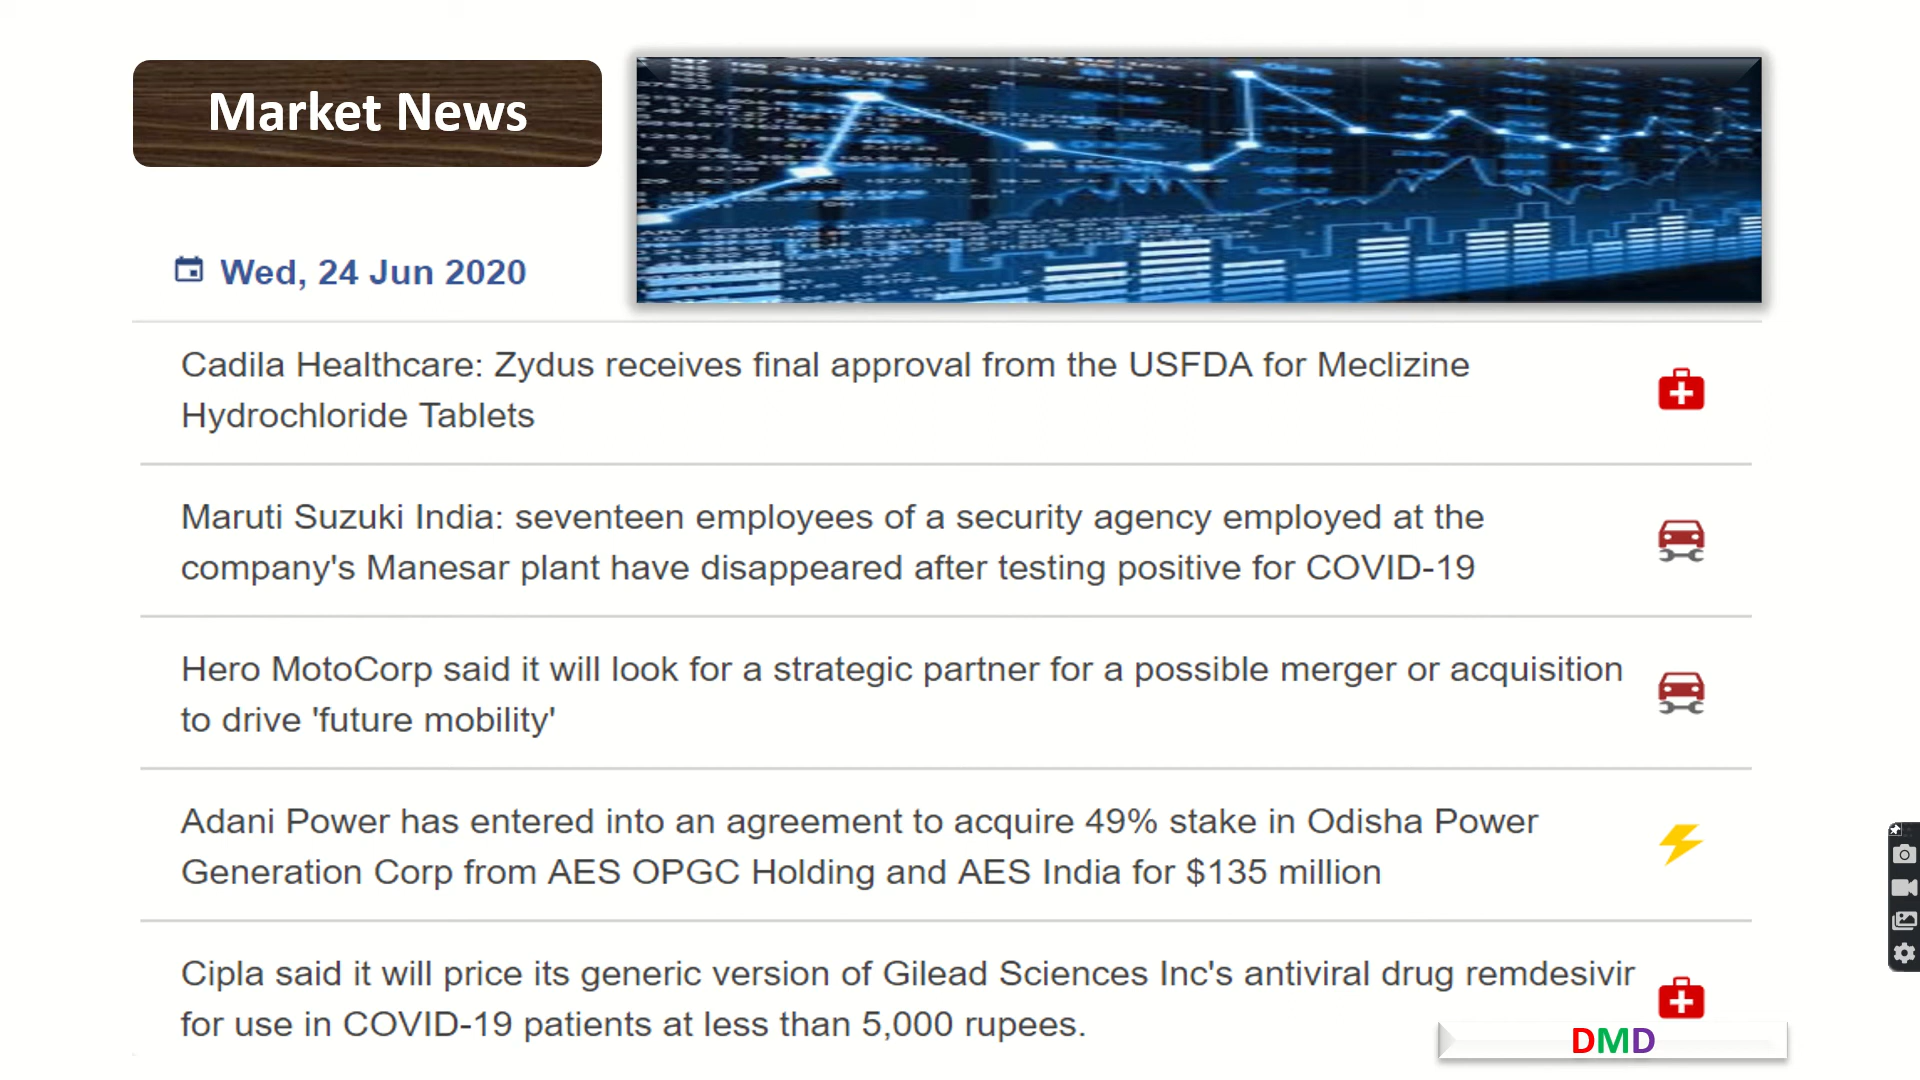 Market News
Wed, 24 Jun 2020
Cadila Healthcare: Zydus receives final approval from the USFDA for Meclizine
Hydrochloride Tablets
Maruti Suzuki India: seventeen employees of a security agency employed at the
company's Manesar plant have disappeared after testing positive for COVID-19
Hero MotoCorp said it will look for a strategic partner for a possible merger or acquisition
to drive 'future mobility'
Adani Power has entered into an agreement to acquire 49% stake in Odisha Power
Generation Corp from AES OPGC Holding and AES India for $135 million
Cipla said it will price its generic version of Gilead Sciences Inc's antiviral drug remdesivir
for use in COVID-19 patients at less than 5,000 rupees.
DMD